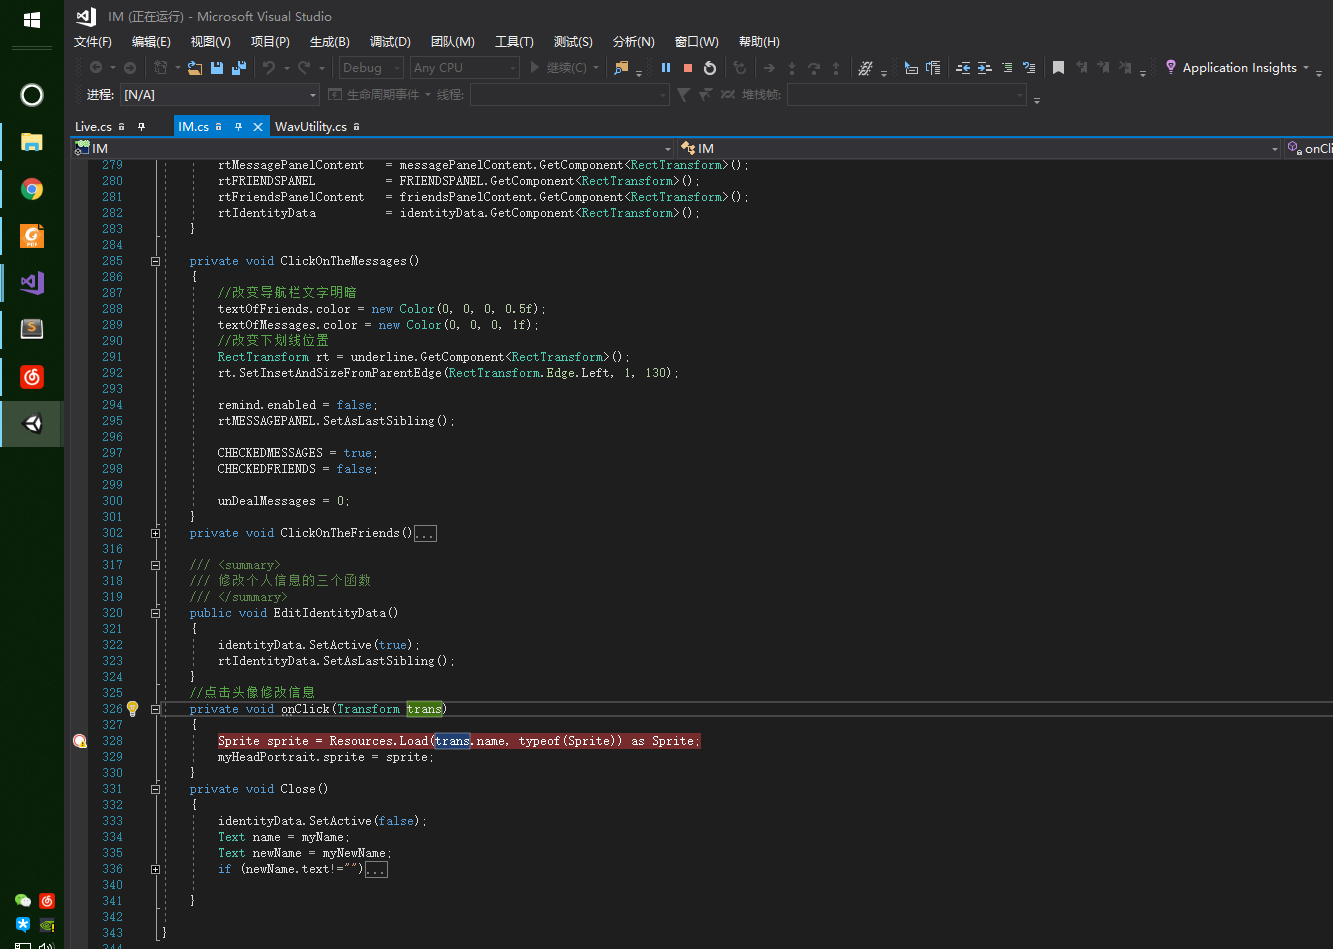 IM (正在运行) - Microsoft Visual Studio
文件(F) 编辑(E) 视图(V) 项目(P) 生成(B) 调试(D) 团队(M) 工具(T) 测试(S) 分析(N) 窗口(W) 帮助(H)
Debug Any CPU 继续(C) Application Insights
进程: [N/A] 生命周期事件 线程: 堆栈帧:
Live.cs IM.cs WavUtility.cs
IM IM onCli
279 rtMessagePanelContent = messagePanelContent.GetComponent<RectTransform>();
280 rtFRIENDSPANEL = FRIENDSPANEL.GetComponent<RectTransform>();
281 rtFriendsPanelContent = friendsPanelContent.GetComponent<RectTransform>();
282 rtIdentityData = identityData.GetComponent<RectTransform>();
283 }
284
285 private void ClickOnTheMessages()
286 {
287 //改变导航栏文字明暗
288 textOfFriends.color = new Color(0, 0, 0, 0.5f);
289 textOfMessages.color = new Color(0, 0, 0, 1f);
290 //改变下划线位置
291 RectTransform rt = underline.GetComponent<RectTransform>();
292 rt.SetInsetAndSizeFromParentEdge(RectTransform.Edge.Left, 1, 130);
293
294 remind.enabled = false;
295 rtMESSAGEPANEL.SetAsLastSibling();
296
297 CHECKEDMESSAGES = true;
298 CHECKEDFRIENDS = false;
299
300 unDealMessages = 0;
301 }
302 private void ClickOnTheFriends()...
316
317 /// <summary>
318 /// 修改个人信息的三个函数
319 /// </summary>
320 public void EditIdentityData()
321 {
322 identityData.SetActive(true);
323 rtIdentityData.SetAsLastSibling();
324 }
325 //点击头像修改信息
326 private void onClick(Transform trans)
327 {
328 Sprite sprite = Resources.Load(trans.name, typeof(Sprite)) as Sprite;
329 myHeadPortrait.sprite = sprite;
330 }
331 private void Close()
332 {
333 identityData.SetActive(false);
334 Text name = myName;
335 Text newName = myNewName;
336 if (newName.text!="")...
340
341 }
342
343 }
344